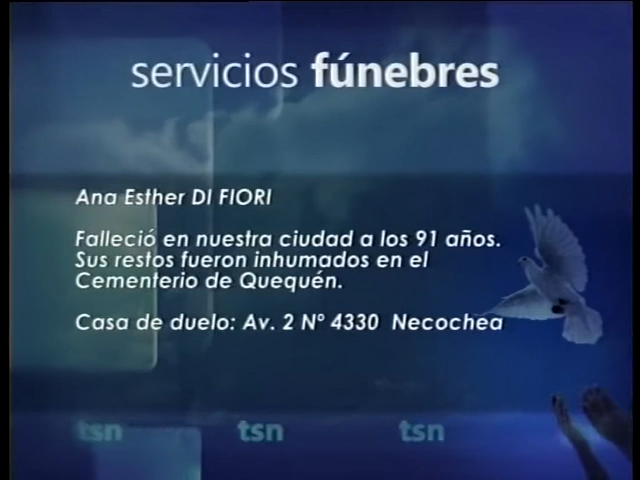 servicios fúnebres
Ana Esther DI FIORI
Falleció en nuestra ciudad a los 91 años.
Sus restos fueron inhumados en el
Cementerio de Quequén.
Casa de duelo: Av. 2 Nº 4330 Necochea
tsn tsn tsn